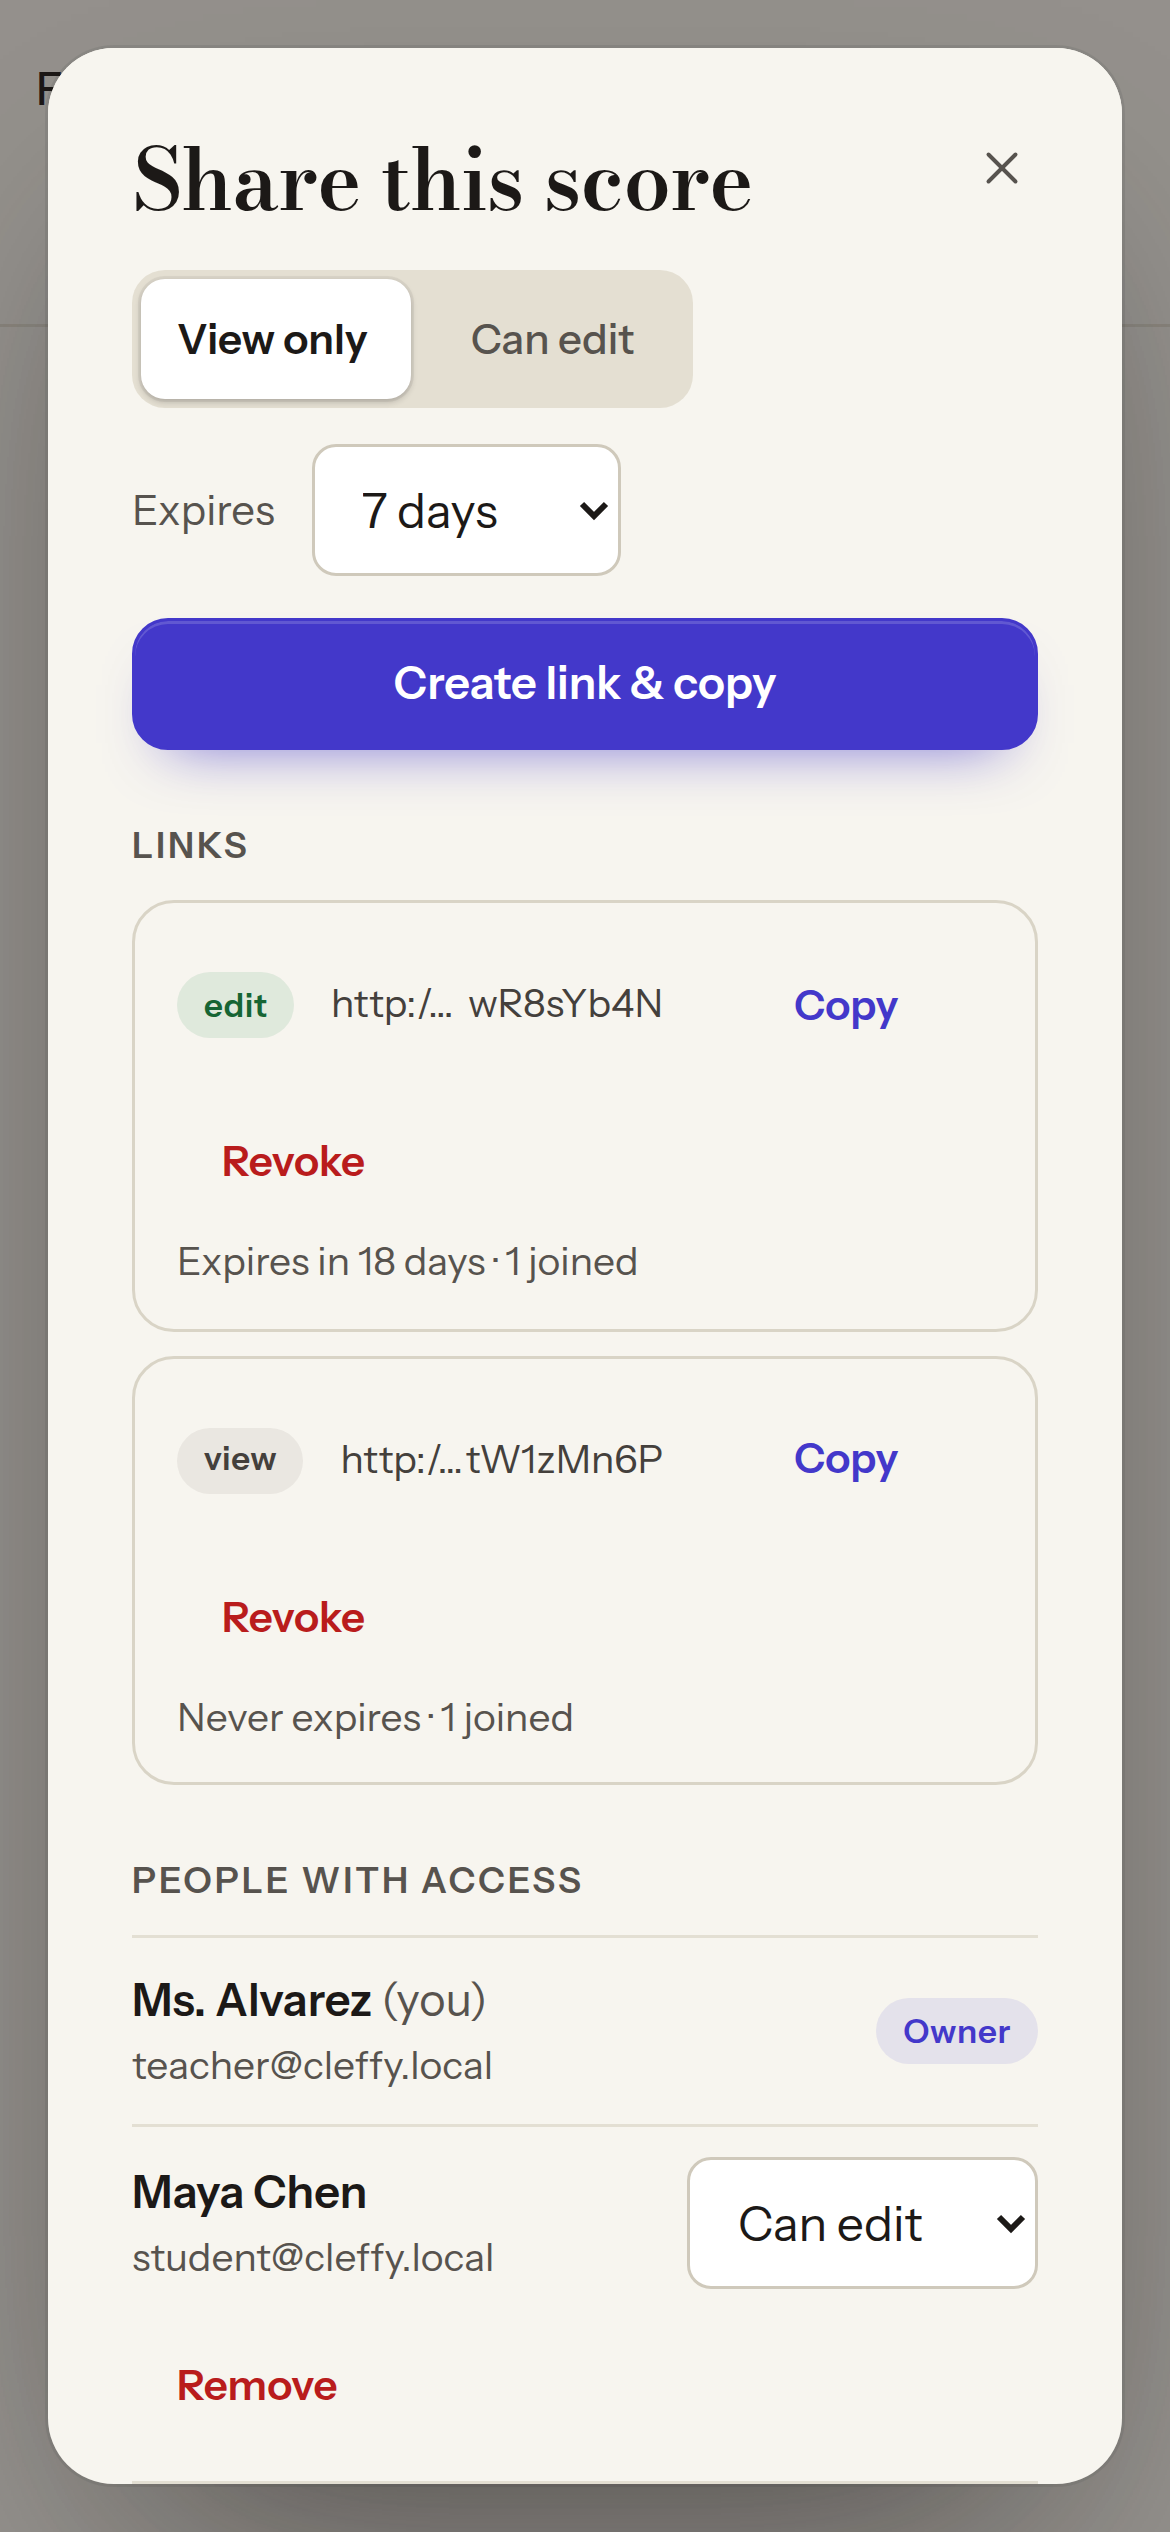 Share this score
View only Can edit
Expires 7 days
Create link & copy
LINKS
edit http:/... wR8sYb4N Copy
Revoke
Expires in 18 days · 1 joined
view http:/... tW1zMn6P Copy
Revoke
Never expires · 1 joined
PEOPLE WITH ACCESS
Ms. Alvarez (you)
Owner
teacher@cleffy.local
Maya Chen
Can edit
student@cleffy.local
Remove